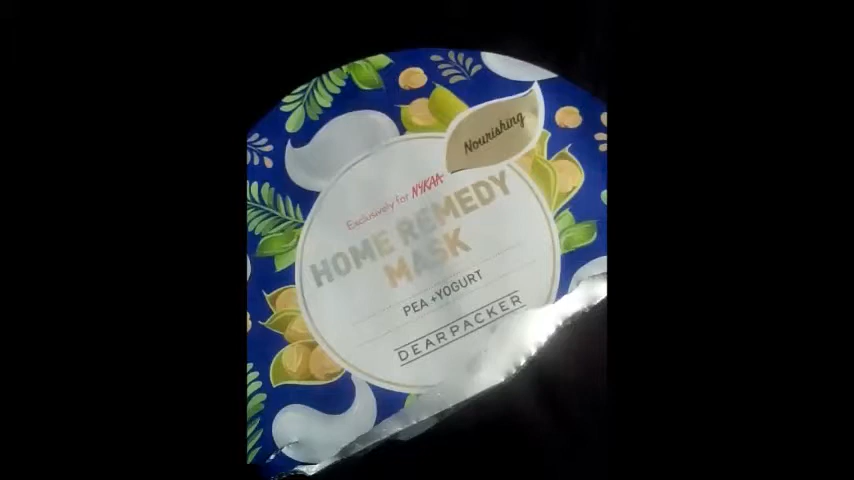 Nourishing
Exclusively for NYKAA
HOME REMEDY
MASK
PEA + YOGURT
DEARPACKER